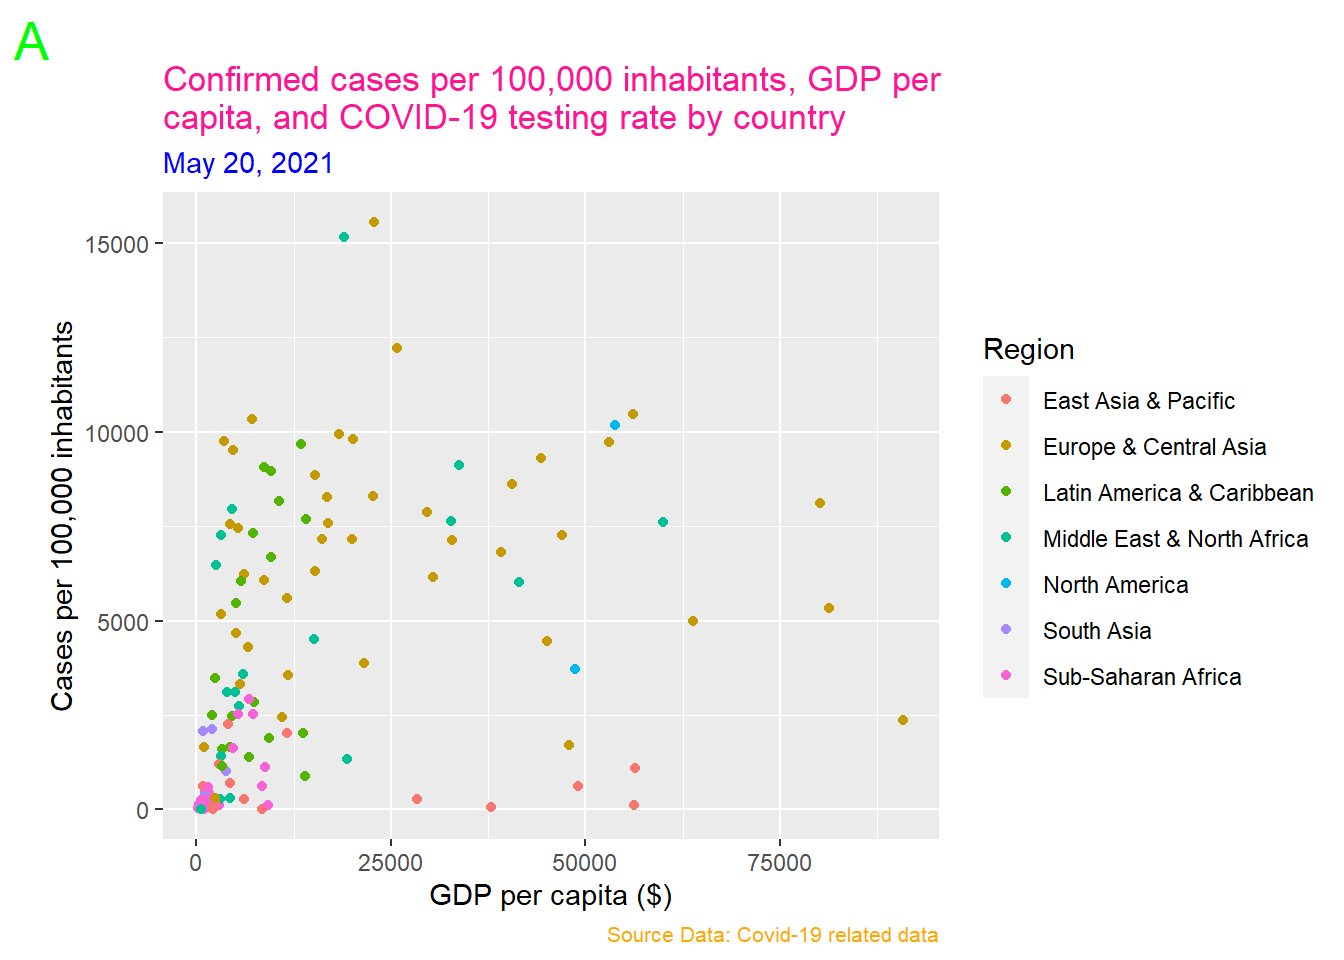 A
Confirmed cases per 100,000 inhabitants, GDP per
capita, and COVID-19 testing rate by country
May 20, 2021
Cases per 100,000 inhabitants
15000
10000
5000
0
0
25000
50000
75000
GDP per capita ($)
Region
East Asia & Pacific
Europe & Central Asia
Latin America & Caribbean
Middle East & North Africa
North America
South Asia
Sub-Saharan Africa
Source Data: Covid-19 related data